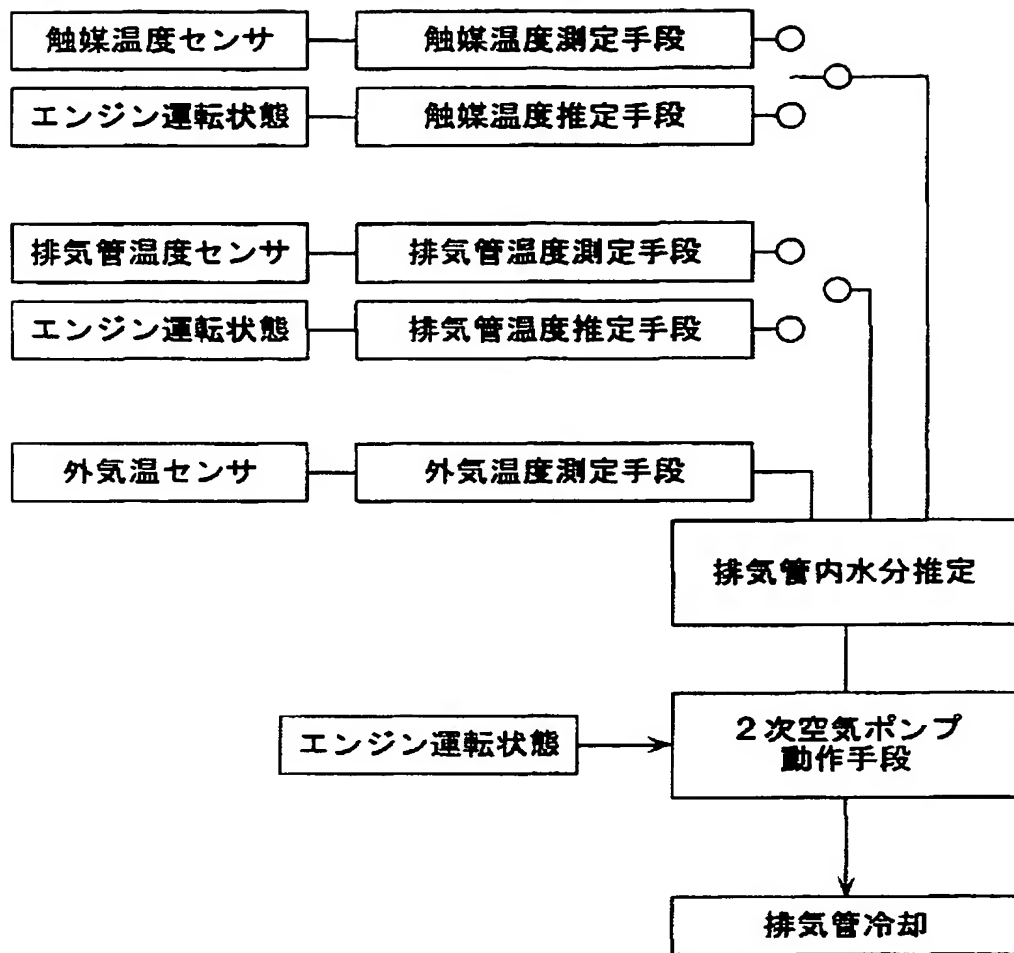 触媒温度センサ
触媒温度測定手段
エンジン運転状態
触媒温度推定手段
排気管温度センサ
排気管温度測定手段
エンジン運転状態
排気管温度推定手段
外気温センサ
外気温度測定手段
排気管内水分推定
エンジン運転状態
2次空気ポンプ
動作手段
排気管冷却